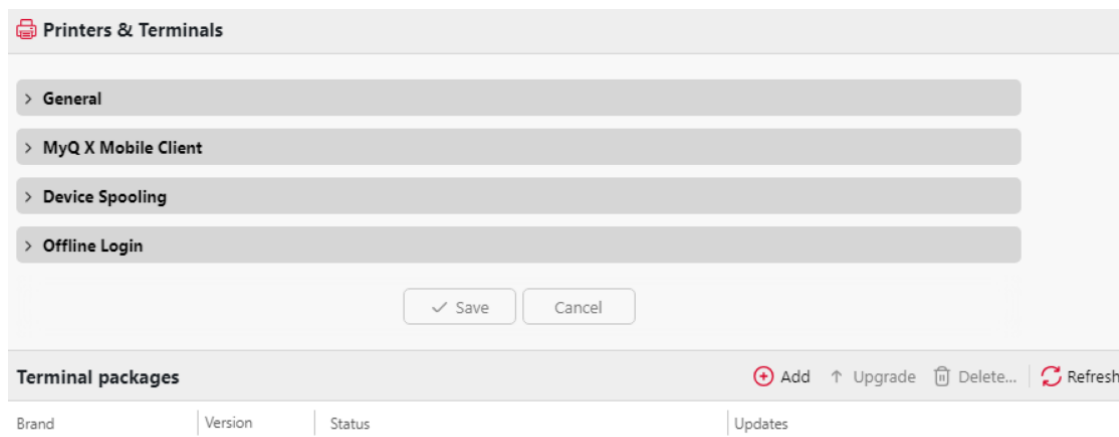 Printers & Terminals
General
MyQ X Mobile Client
Device Spooling
Offline Login
Save Cancel
Terminal packages Add Upgrade Delete... Refresh
Brand Version Status Updates